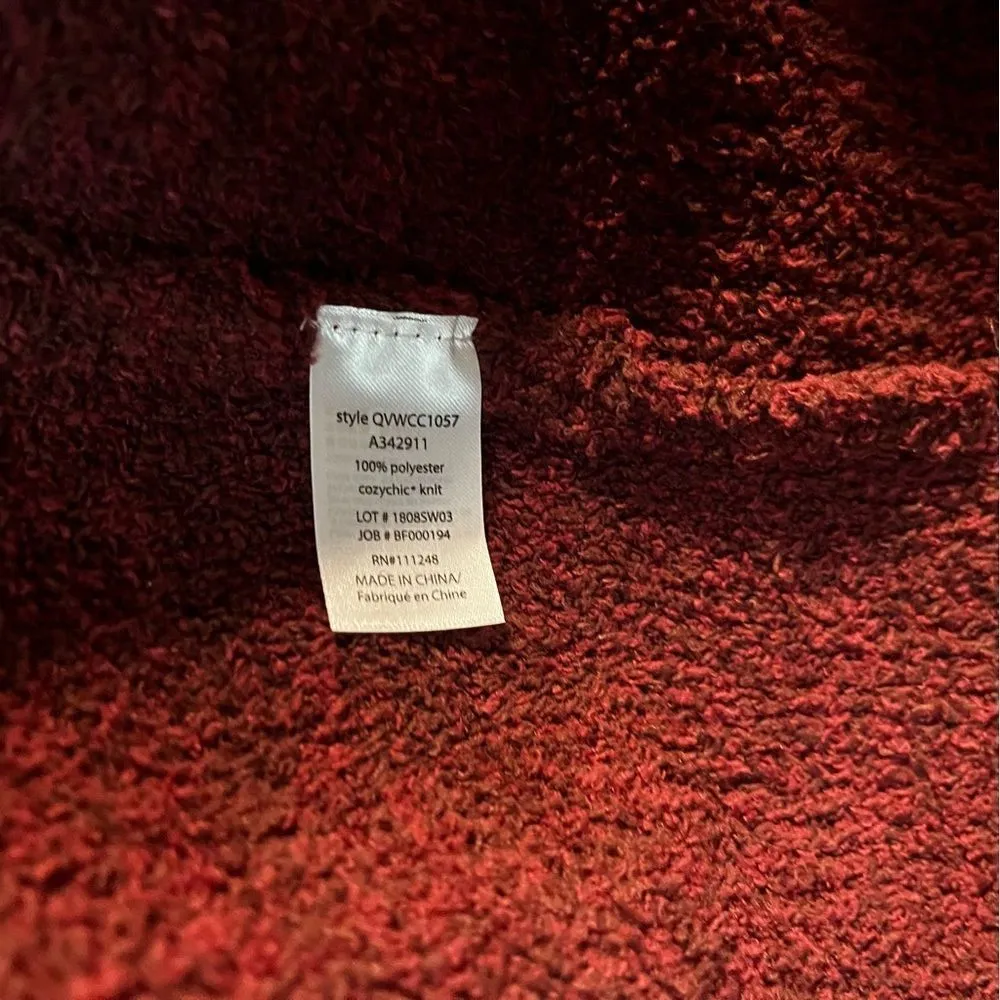 style QVWCC1057
A342911
100% polyester
cozychic* knit
LOT # 1808SW03
JOB # BF000194
RN#111248
MADE IN CHINA/
Fabriqué en Chine